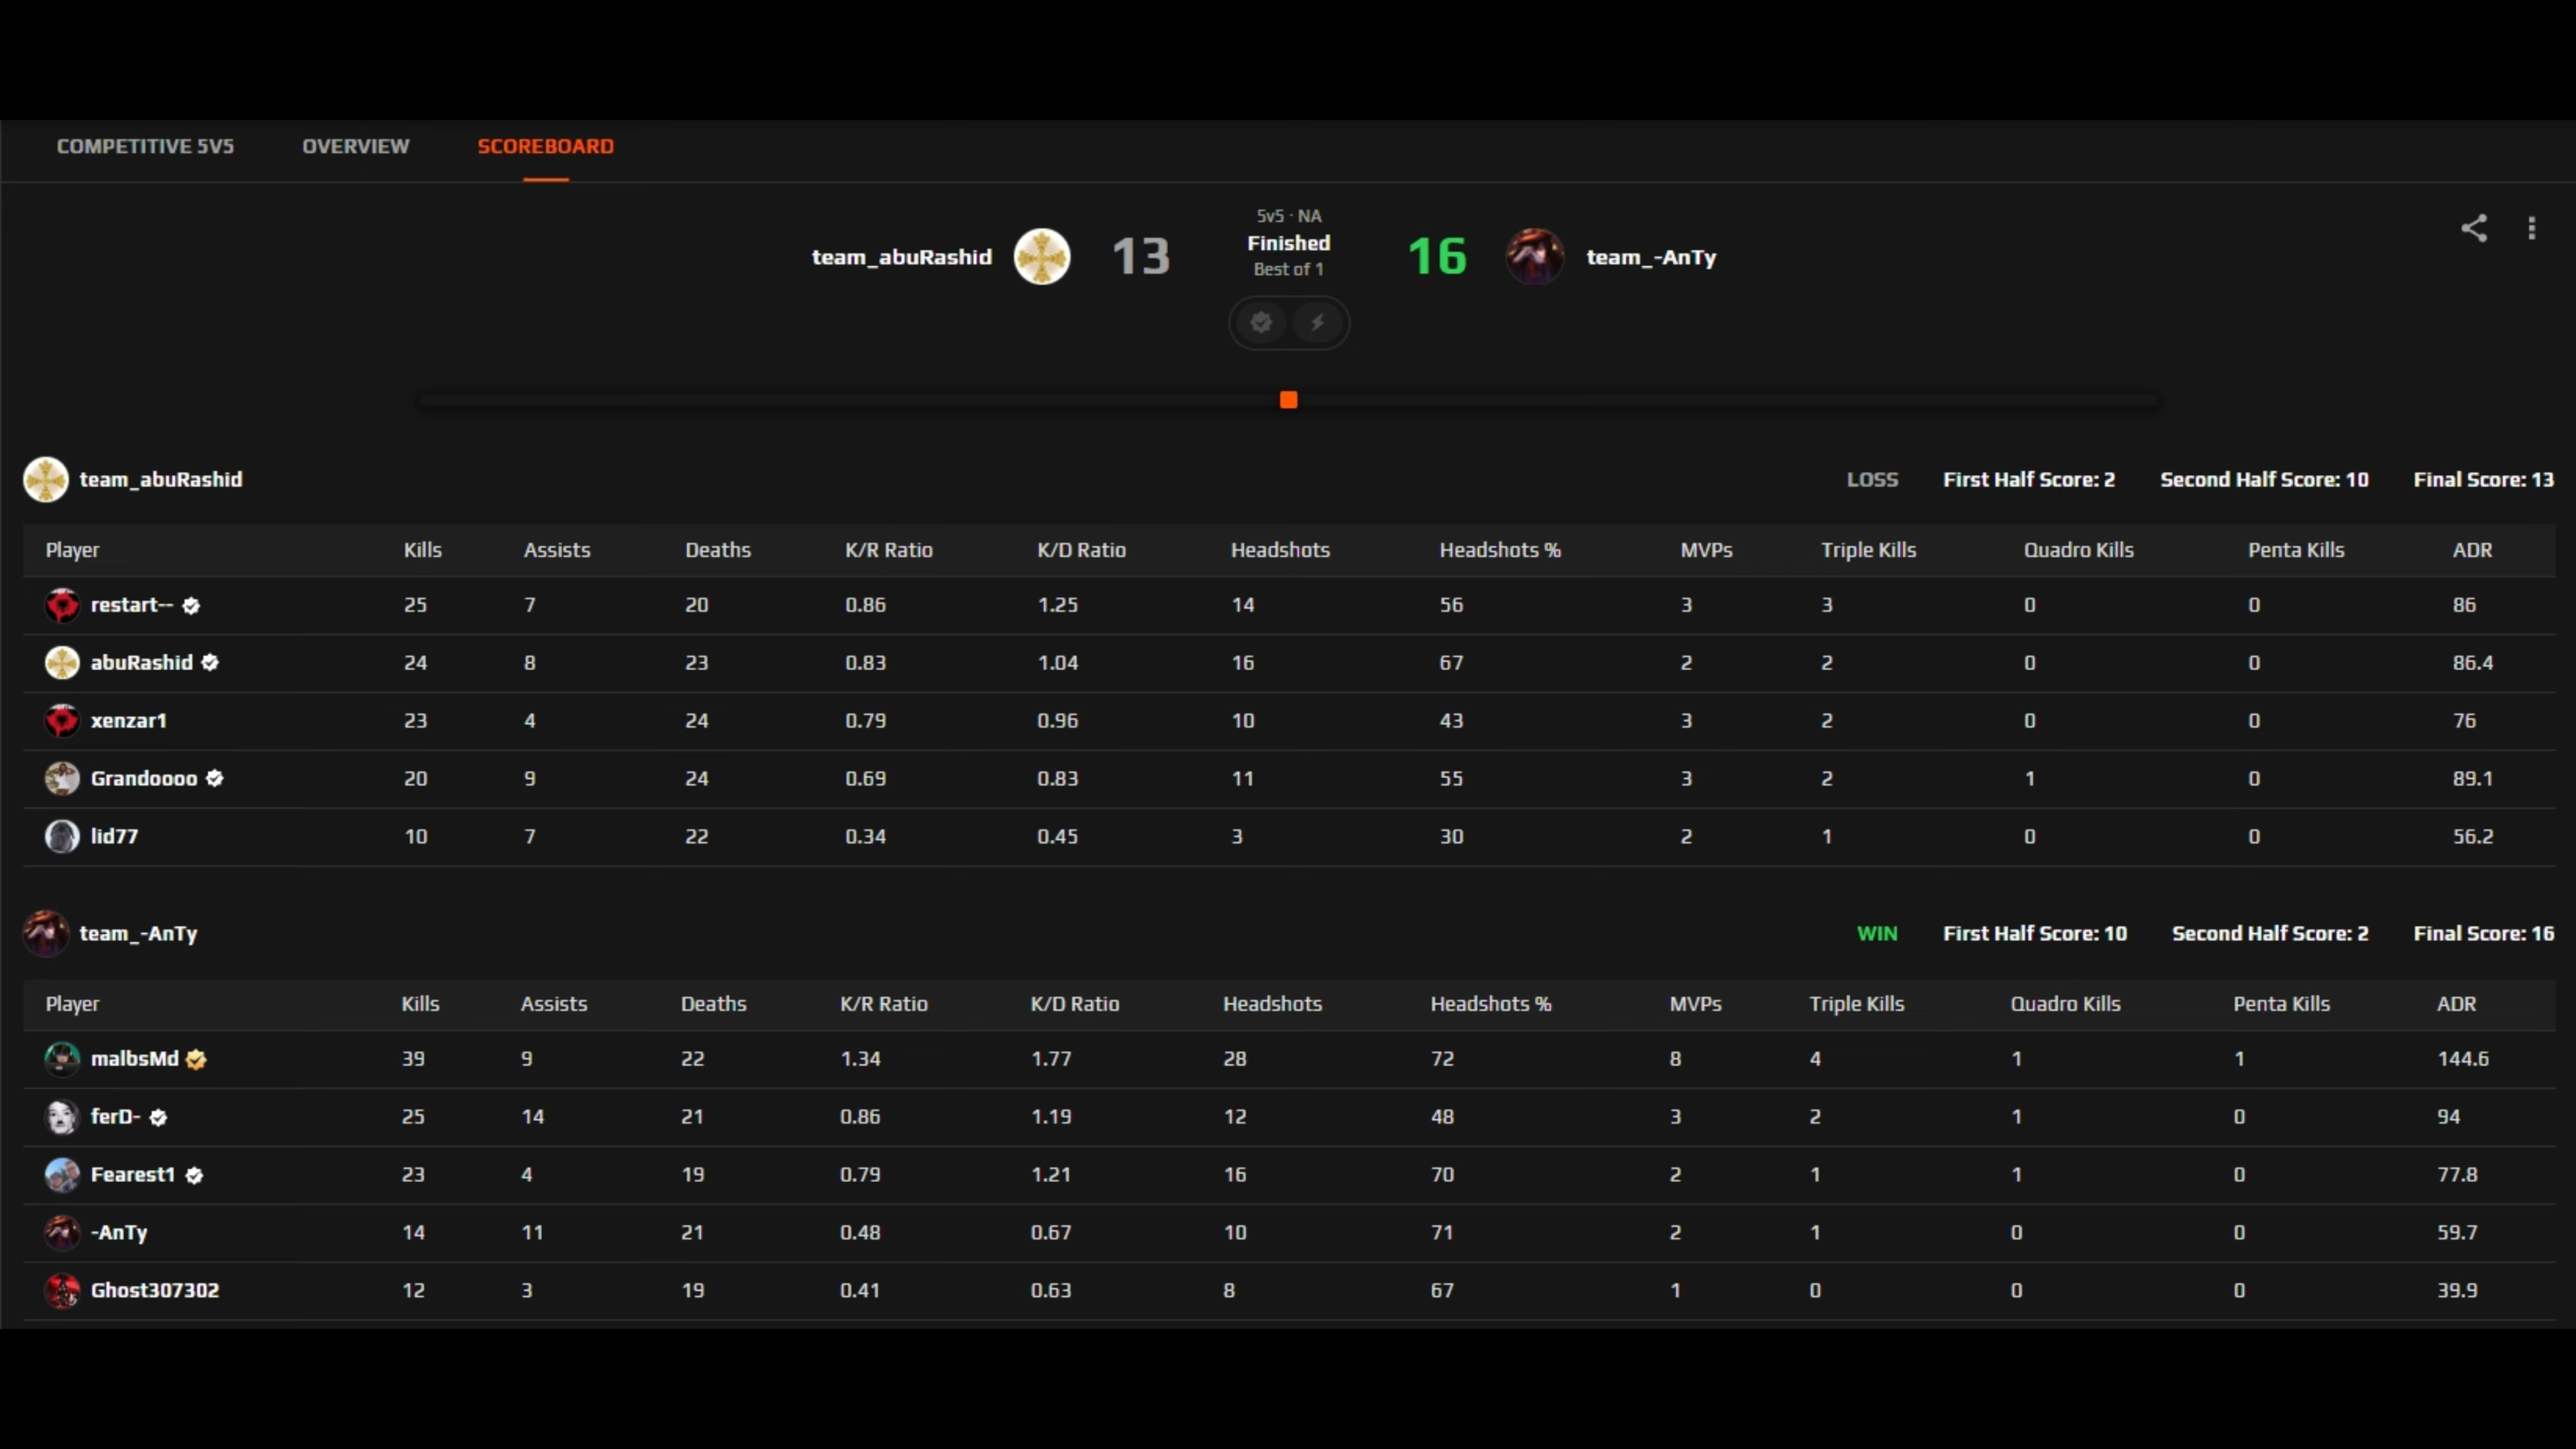 COMPETITIVE 5V5 OVERVIEW SCOREBOARD
5v5 · NA
team_abuRashid 13 Finished 16 team_-AnTy
Best of 1
team_abuRashid LOSS First Half Score: 2 Second Half Score: 10 Final Score: 13
Player Kills Assists Deaths K/R Ratio K/D Ratio Headshots Headshots % MVPs Triple Kills Quadro Kills Penta Kills ADR
restart-- 25 7 20 0.86 1.25 14 56 3 3 0 0 86
abuRashid 24 8 23 0.83 1.04 16 67 2 2 0 0 86.4
xenzar1 23 4 24 0.79 0.96 10 43 3 2 0 0 76
Grandoooo 20 9 24 0.69 0.83 11 55 3 2 1 0 89.1
lid77 10 7 22 0.34 0.45 3 30 2 1 0 0 56.2
team_-AnTy WIN First Half Score: 10 Second Half Score: 2 Final Score: 16
Player Kills Assists Deaths K/R Ratio K/D Ratio Headshots Headshots % MVPs Triple Kills Quadro Kills Penta Kills ADR
malbsMd 39 9 22 1.34 1.77 28 72 8 4 1 1 144.6
ferD- 25 14 21 0.86 1.19 12 48 3 2 1 0 94
Fearest1 23 4 19 0.79 1.21 16 70 2 1 1 0 77.8
-AnTy 14 11 21 0.48 0.67 10 71 2 1 0 0 59.7
Ghost307302 12 3 19 0.41 0.63 8 67 1 0 0 0 39.9